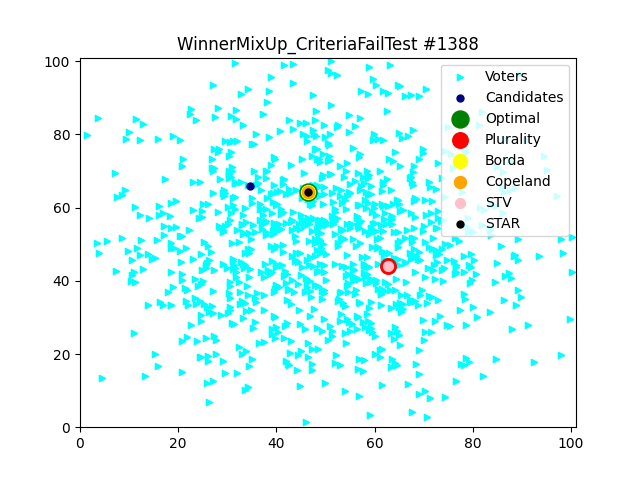 WinnerMixUp_CriteriaFailTest #1388
100
80
60
40
20
0
0 20 40 60 80 100
Voters
Candidates
Optimal
Plurality
Borda
Copeland
STV
STAR